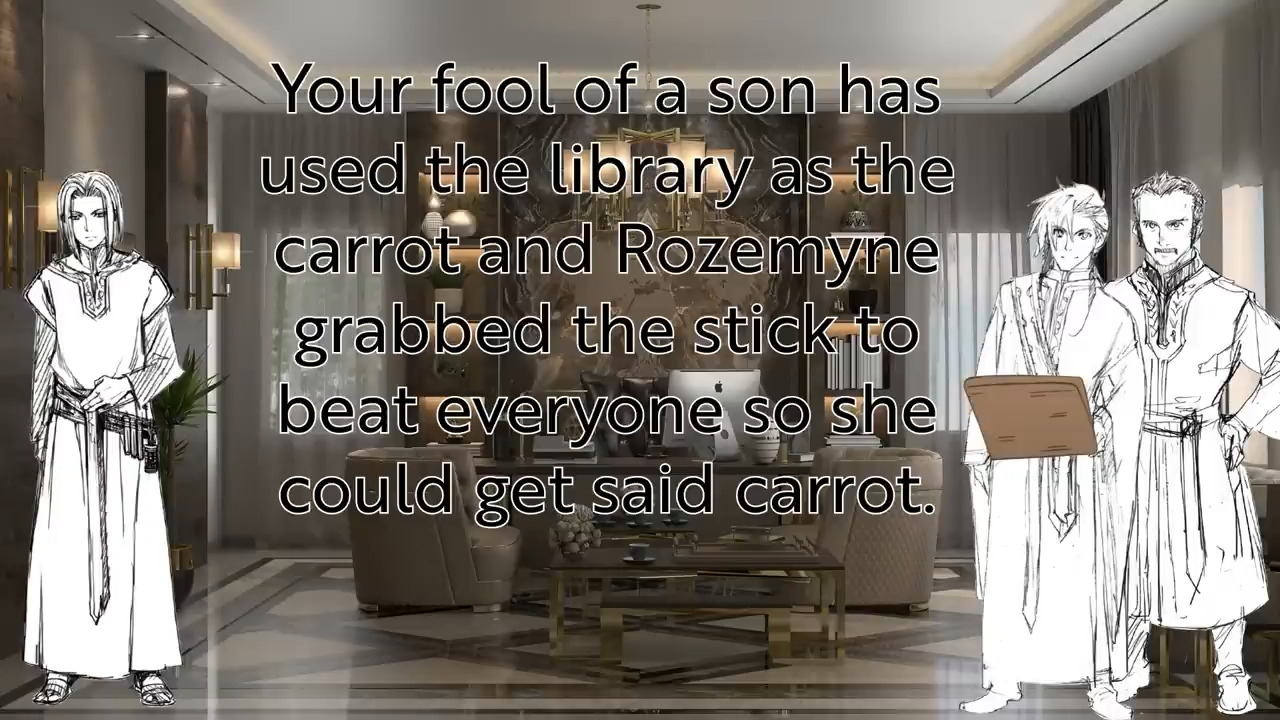 Your fool of a son has
used the library as the
carrot and Rozemyne
grabbed the stick to
beat everyone so she
could get said carrot.